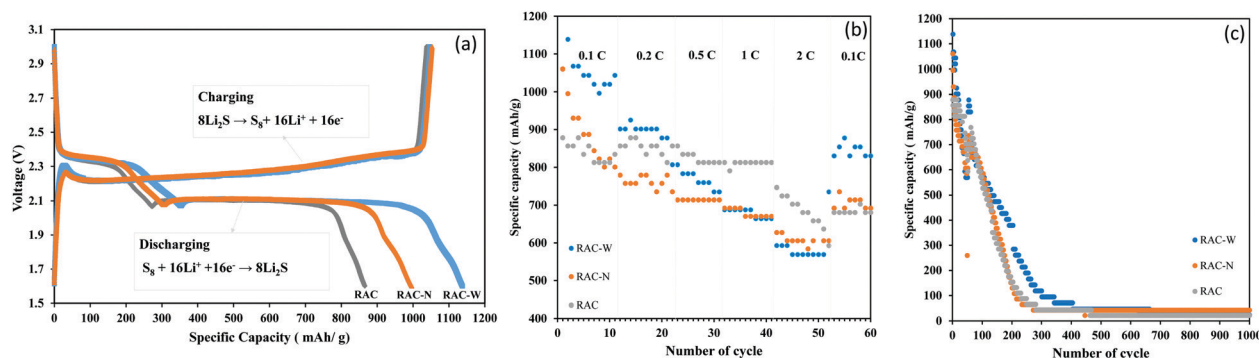 (a)
3.1
2.9
2.7
2.5
2.3
2.1
1.9
1.7
1.5
Voltage (V)
Charging
8Li₂S → S₈+ 16Li⁺ + 16e⁻
Discharging
S₈ + 16Li⁺ +16e⁻ → 8Li₂S
RAC RAC-N RAC-W
0 100 200 300 400 500 600 700 800 900 1000 1100 1200
Specific Capacity ( mAh/ g)
(b)
1200
1100
1000
900
800
700
600
500
400
Specific capacity ( mAh/g)
0.1 C 0.2 C 0.5 C 1 C 2 C 0.1C
RAC-W
RAC-N
RAC
0 10 20 30 40 50 60
Number of cycle
(c)
1200
1100
1000
900
800
700
600
500
400
300
200
100
0
Specific capacity ( mAh/g)
RAC-W
RAC-N
RAC
0 100 200 300 400 500 600 700 800 900 1000
Number of cycle